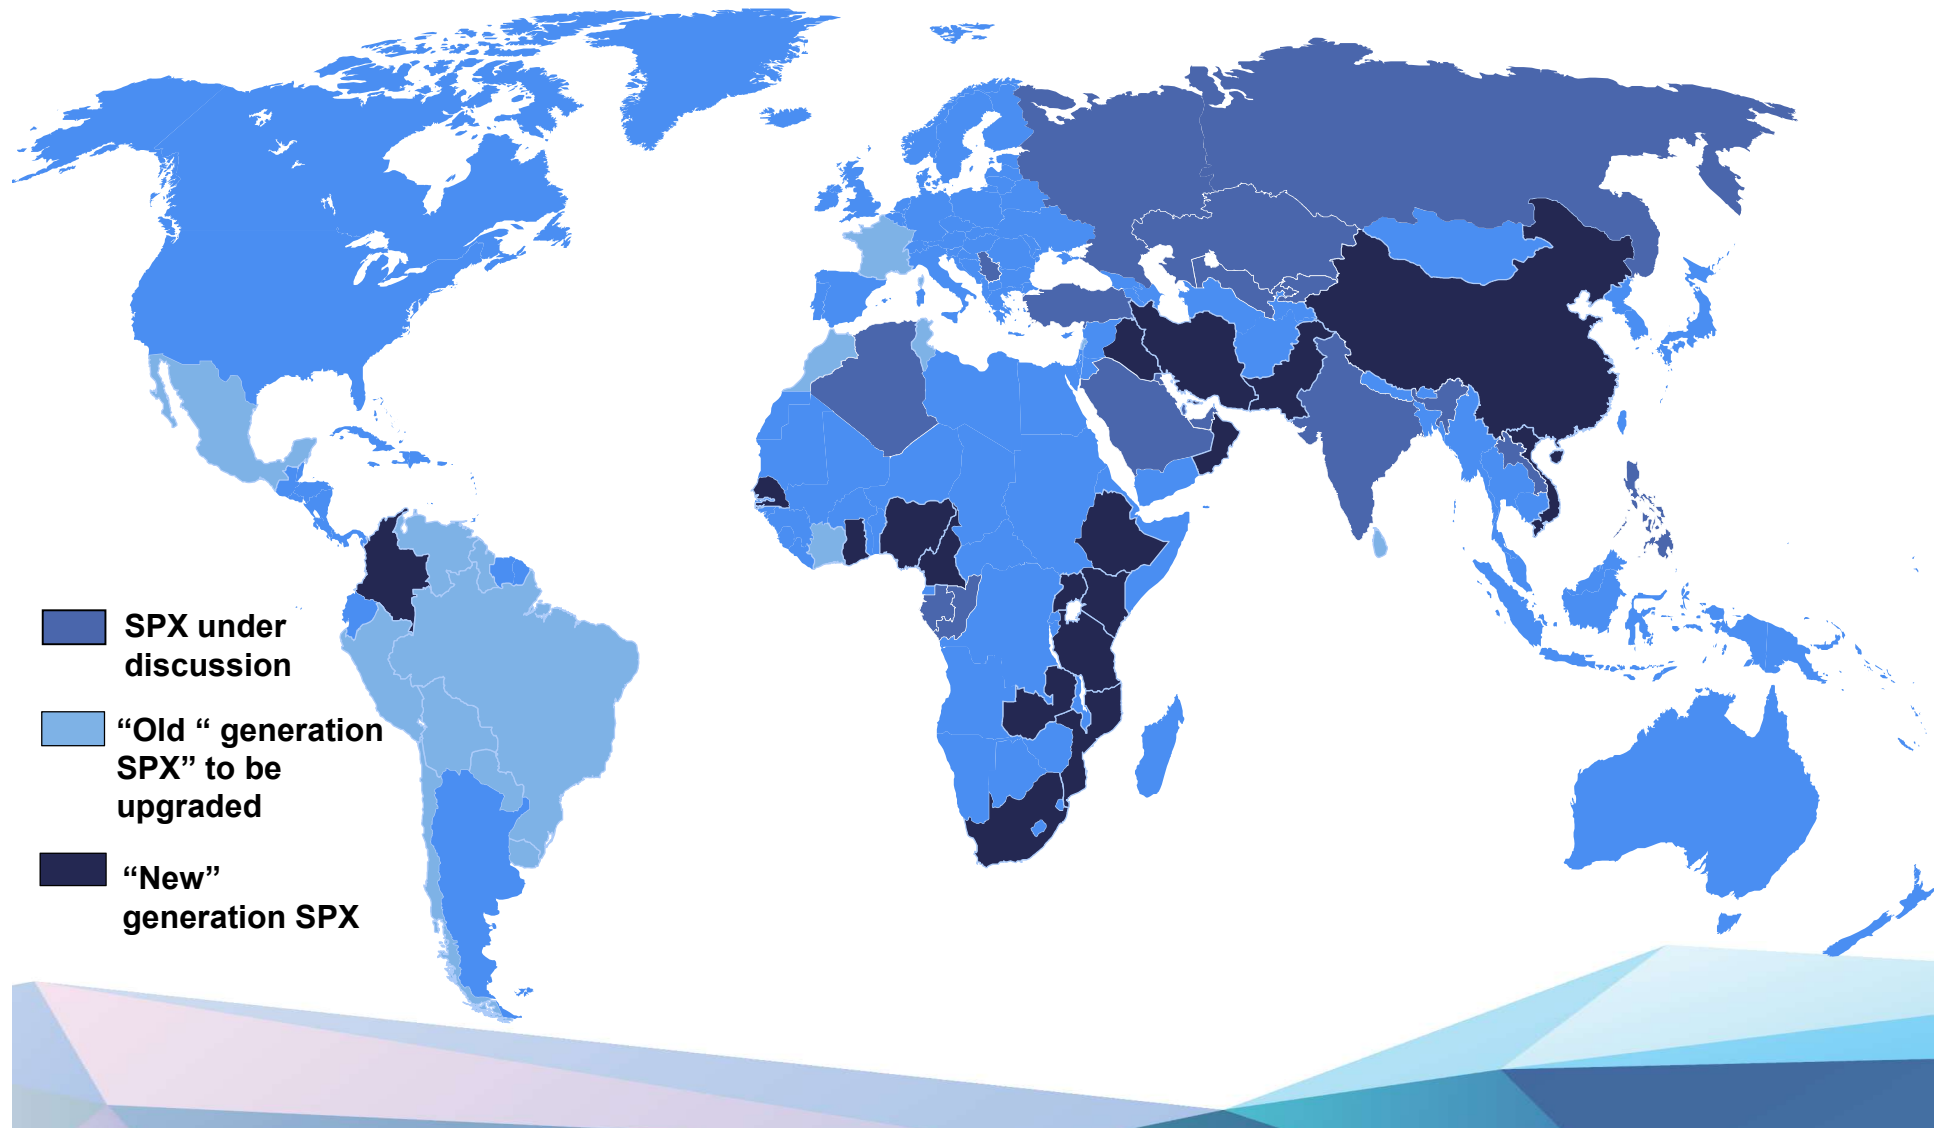 SPX under
discussion
“Old “ generation
SPX” to be
upgraded
“New”
generation SPX